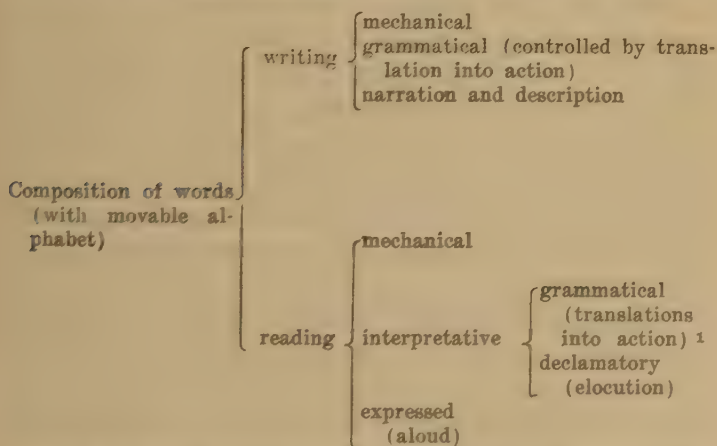 mechanical
writing grammatical (controlled by trans-
lation into action)
narration and description
Composition of words
(with movable al-
phabet)
mechanical
grammatical
(translations
reading interpretative into action) 1
declamatory
(elocution)
expressed
(aloud)